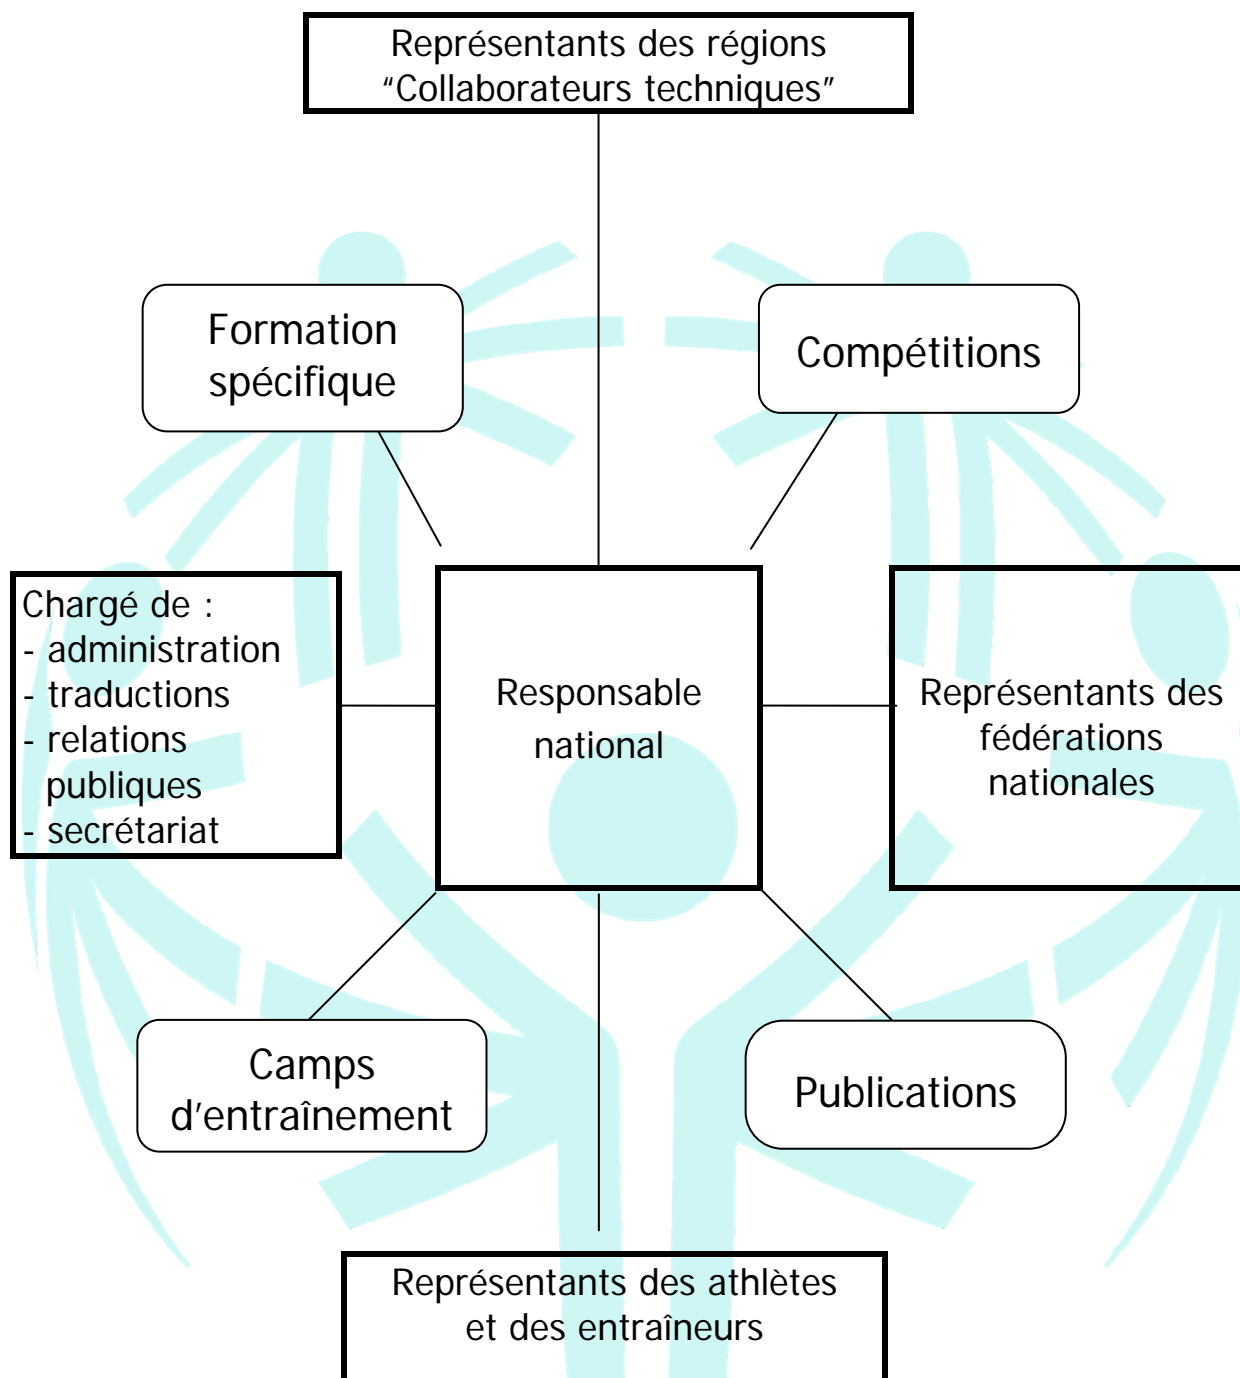 Représentants des régions
“Collaborateurs techniques”
Formation
spécifique
Compétitions
Chargé de :
- administration
- traductions
- relations
publiques
- secrétariat
Responsable
national
Représentants des
fédérations
nationales
Camps
d'entraînement
Publications
Représentants des athlètes
et des entraîneurs